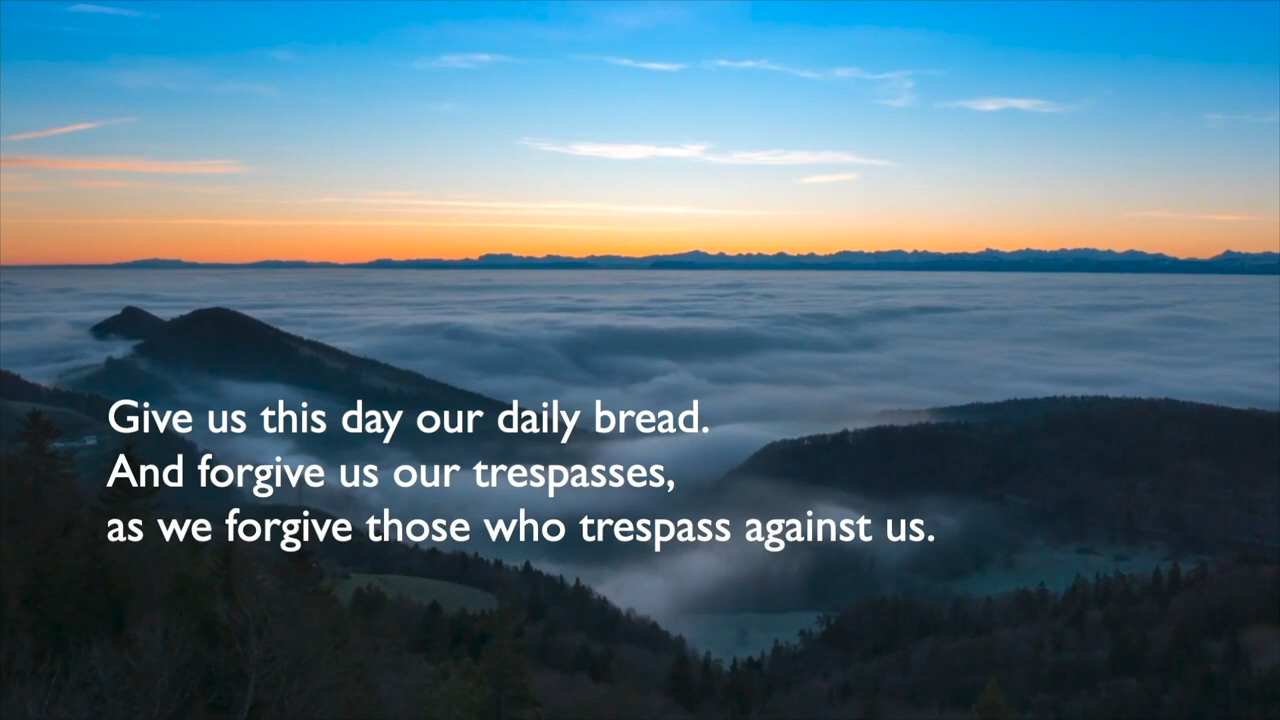 Give us this day our daily bread.
And forgive us our trespasses,
as we forgive those who trespass against us.